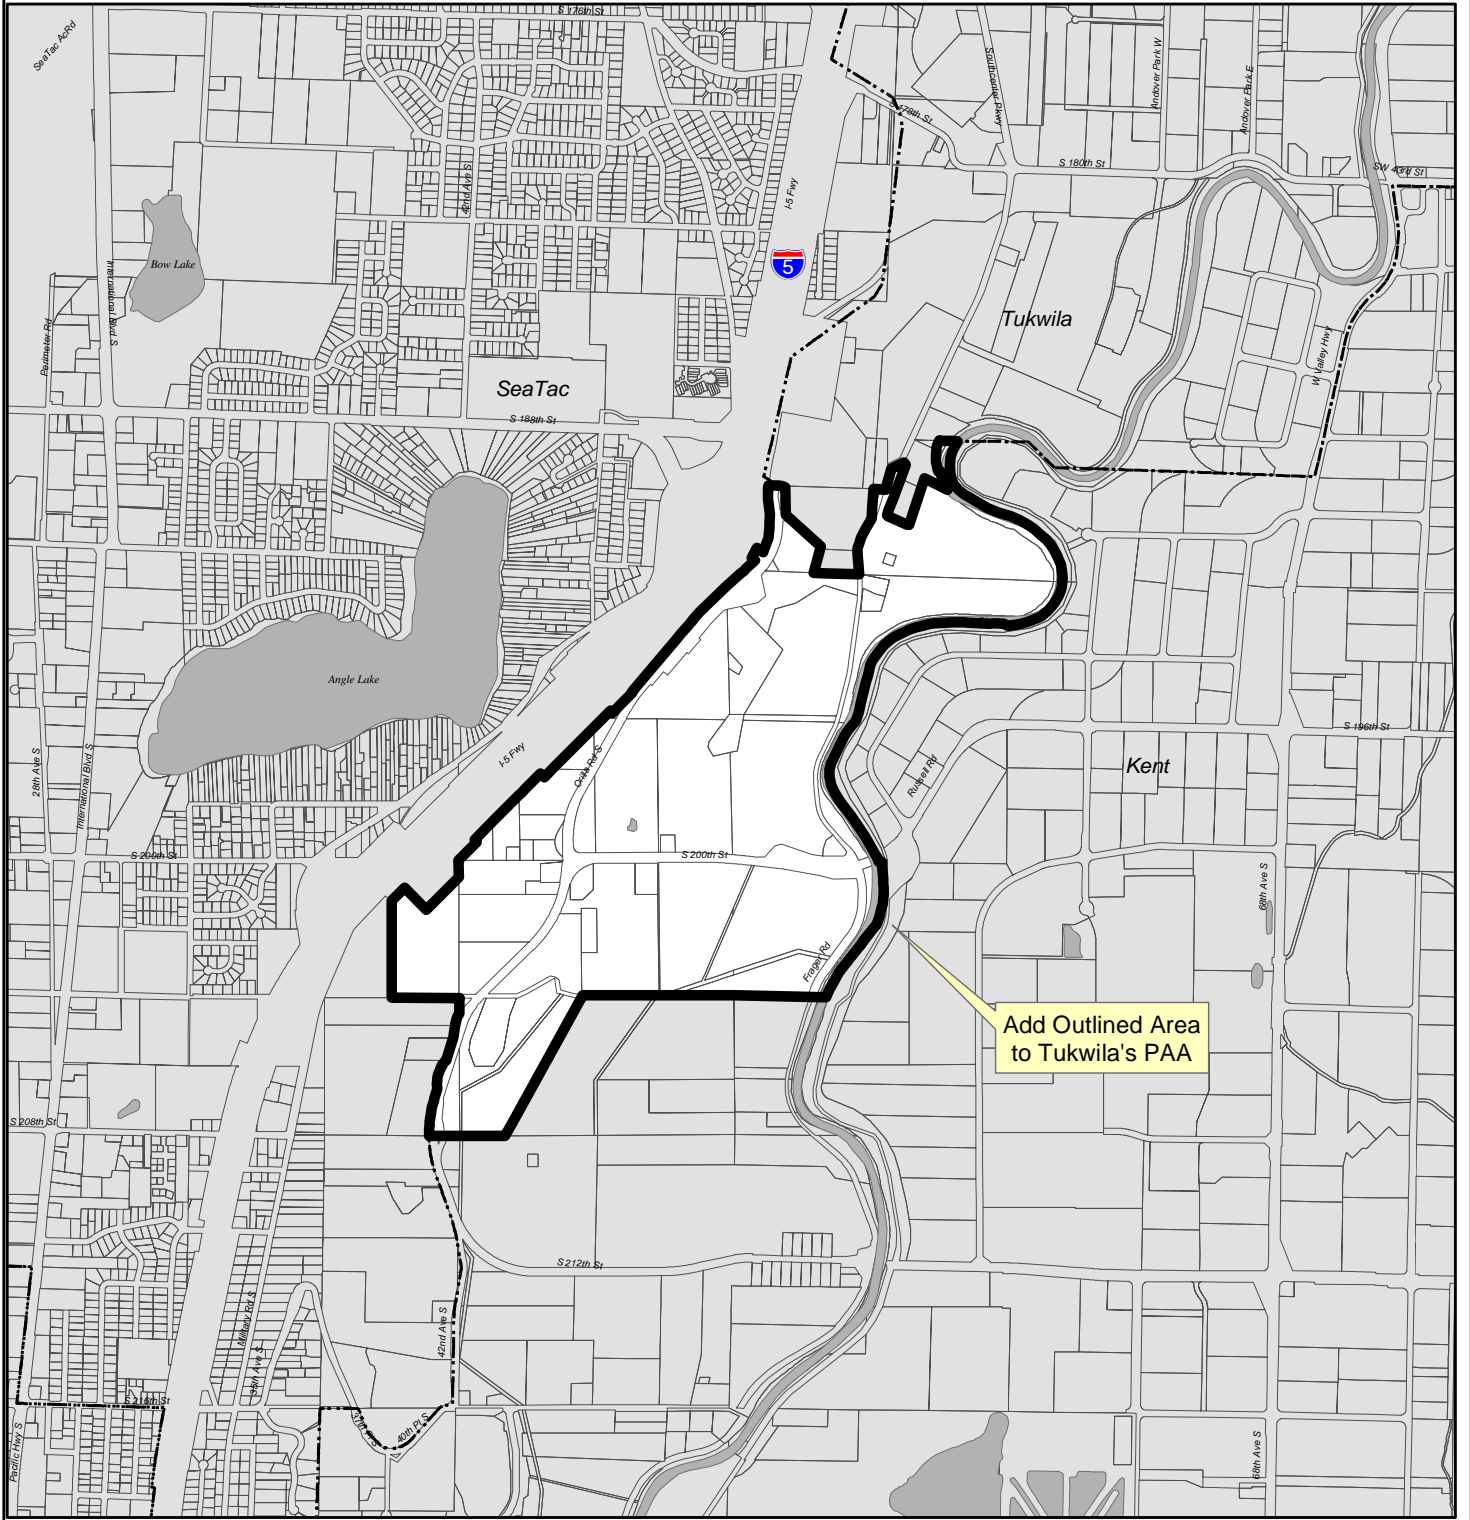 S 176th St
SeaTac AcRd
Southcenter Pkwy
Andover Park W
Andover Park E
S 178th St
S 180th St
SW 43rd St
42nd Ave S
I-5 Fwy
Bow Lake
International Blvd S
5
Perimeter Rd
Tukwila
W Valley Hwy
SeaTac
S 188th St
Angle Lake
I-5 Fwy
Orillia Rd S
28th Ave S
International Blvd S
S 196th St
Kent
Russell Rd
S 200th St
S 200th St
68th Ave S
Frager Rd
Add Outlined Area
to Tukwila's PAA
S 208th St
S 212th St
Military Rd S
42nd Ave S
35th Ave S
S 216th St
37th Pl S
40th Pl S
Pacific Hwy S
68th Ave S